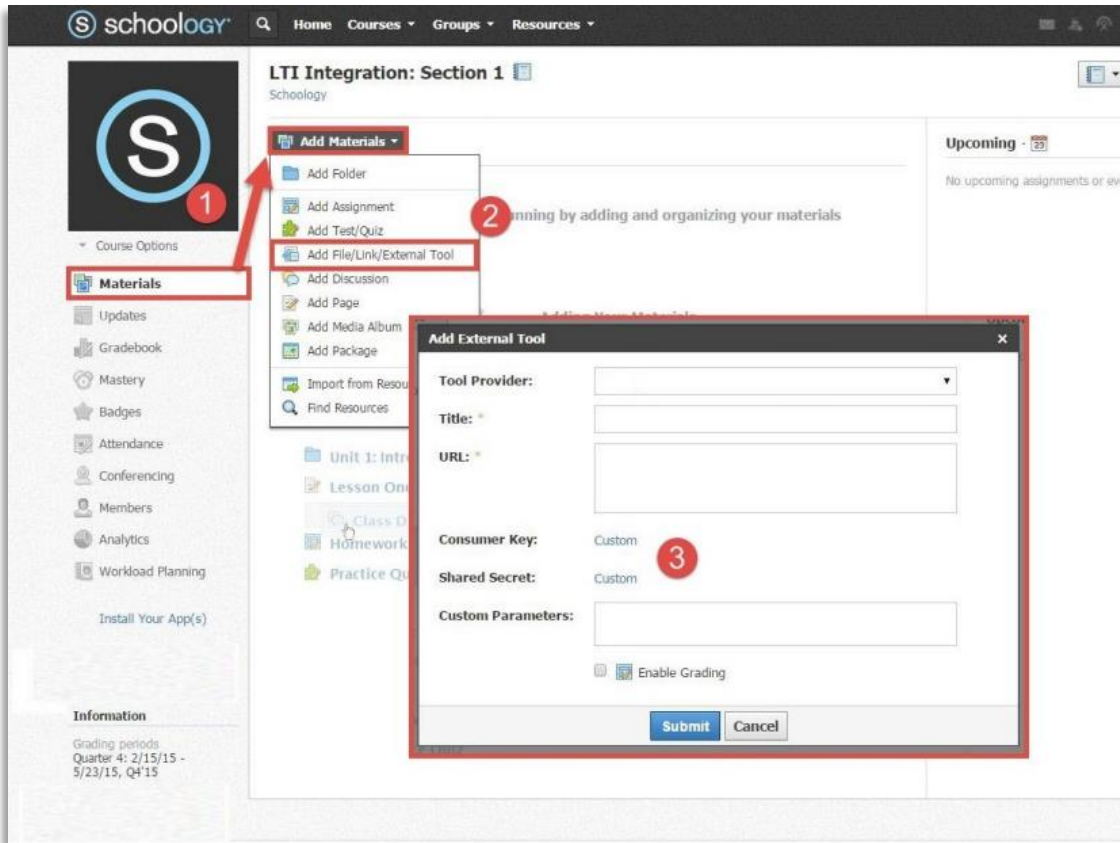 S schoology Home Courses Groups Resources
LTI Integration: Section 1
Schoology
S
1
Course Options
Materials
Updates
Gradebook
Mastery
Badges
Attendance
Conferencing
Members
Analytics
Workload Planning
Install Your App(s)
Information
Grading periods
Quarter 4: 2/15/15 -
5/23/15, Q4'15
Add Materials
Add Folder
Add Assignment
Add Test/Quiz
Add File/Link/External Tool
Add Discussion
Add Page
Add Media Album
Add Package
Import from Resou
Find Resources
2
nning by adding and organizing your materials
Unit 1: Intr
Lesson On
Class D
Homework
Practice Qu
Upcoming · 23
No upcoming assignments or ev
Add External Tool ×
Tool Provider:
Title: *
URL: *
Consumer Key: Custom
3
Shared Secret: Custom
Custom Parameters:
Enable Grading
Submit Cancel